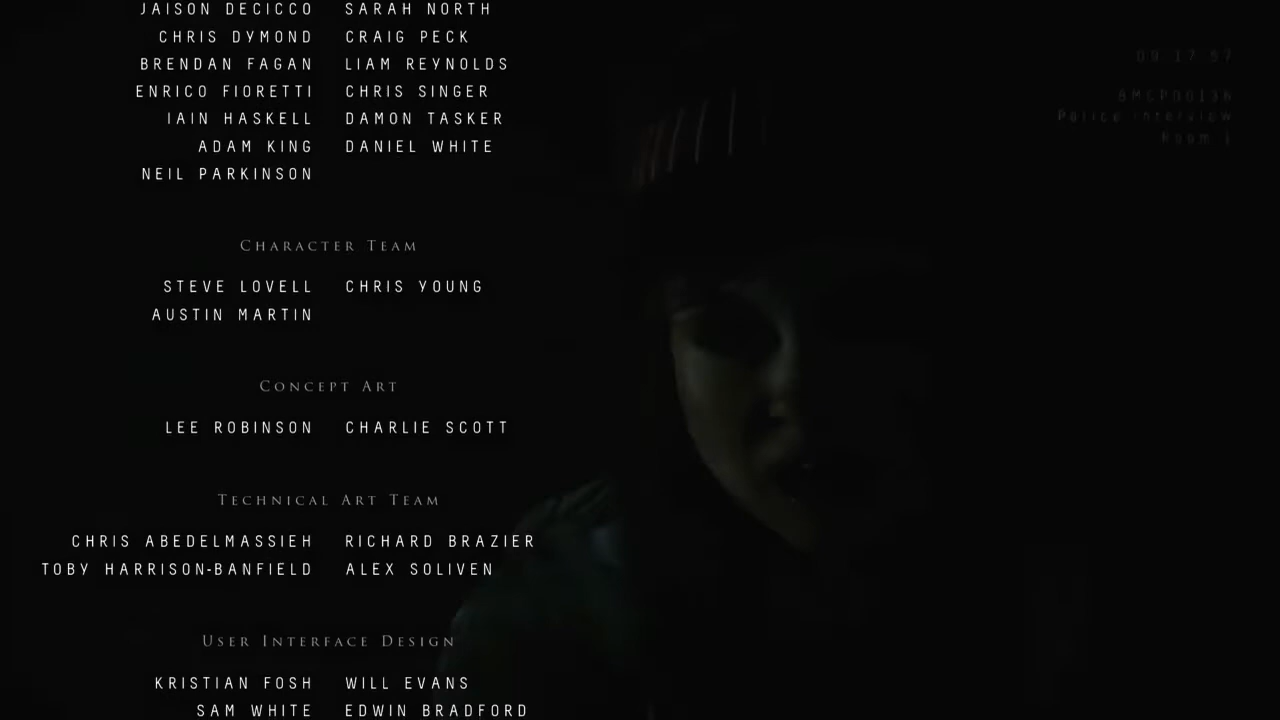 JAISON DECICCO SARAH NORTH
CHRIS DYMOND CRAIG PECK
BRENDAN FAGAN LIAM REYNOLDS
ENRICO FIORETTI CHRIS SINGER
IAIN HASKELL DAMON TASKER
ADAM KING DANIEL WHITE
NEIL PARKINSON
CHARACTER TEAM
STEVE LOVELL CHRIS YOUNG
AUSTIN MARTIN
CONCEPT ART
LEE ROBINSON CHARLIE SCOTT
TECHNICAL ART TEAM
CHRIS ABEDELMASSIEH RICHARD BRAZIER
TOBY HARRISON-BANFIELD ALEX SOLIVEN
USER INTERFACE DESIGN
KRISTIAN FOSH WILL EVANS
SAM WHITE EDWIN BRADFORD
Police Interview
Room 1